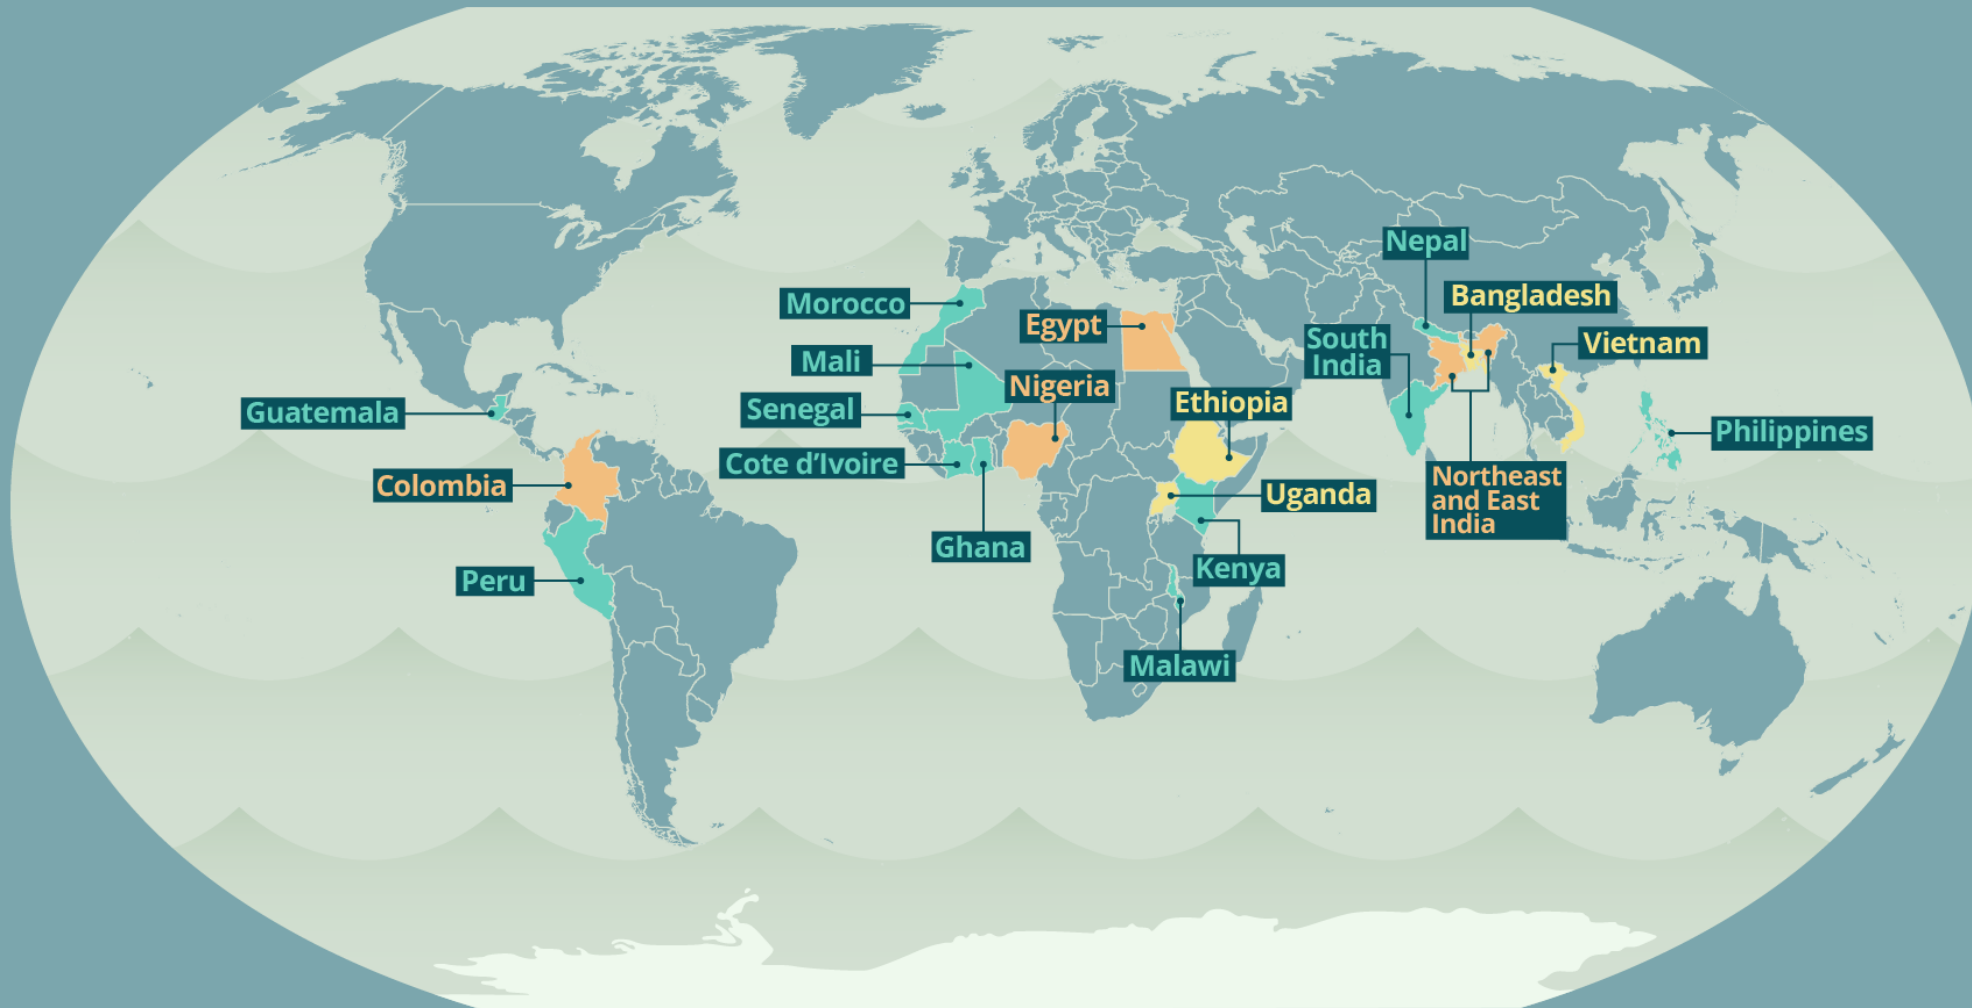 Nepal
Bangladesh
Morocco
Egypt
South
India
Vietnam
Mali
Nigeria
Senegal
Ethiopia
Guatemala
Philippines
Cote d’Ivoire
Colombia
Uganda
Northeast
and East
India
Ghana
Kenya
Peru
Malawi